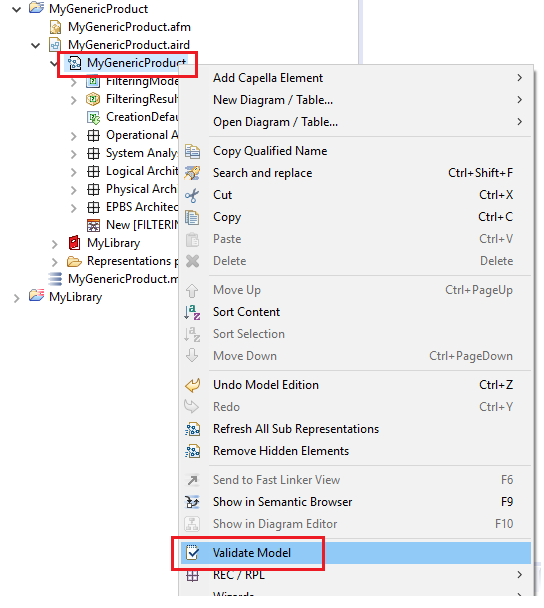 MyGenericProduct
MyGenericProduct.afm
MyGenericProduct.aird
MyGenericProduct
FilteringMode
FilteringResul
CreationDefau
Operational A
System Analy
Logical Archit
Physical Arch
EPBS Architec
New [FILTERIN
MyLibrary
Representations p
MyGenericProduct.m
MyLibrary
Add Capella Element
New Diagram / Table...
Open Diagram / Table...
Copy Qualified Name
Search and replace Ctrl+Shift+F
Cut Ctrl+X
Copy Ctrl+C
Paste Ctrl+V
Delete Delete
Move Up Ctrl+PageUp
Sort Content
Sort Selection
Move Down Ctrl+PageDown
Undo Model Edition Ctrl+Z
Redo Ctrl+Y
Refresh All Sub Representations
Remove Hidden Elements
Send to Fast Linker View F6
Show in Semantic Browser F9
Show in Diagram Editor F10
Validate Model
REC / RPL
Wizards